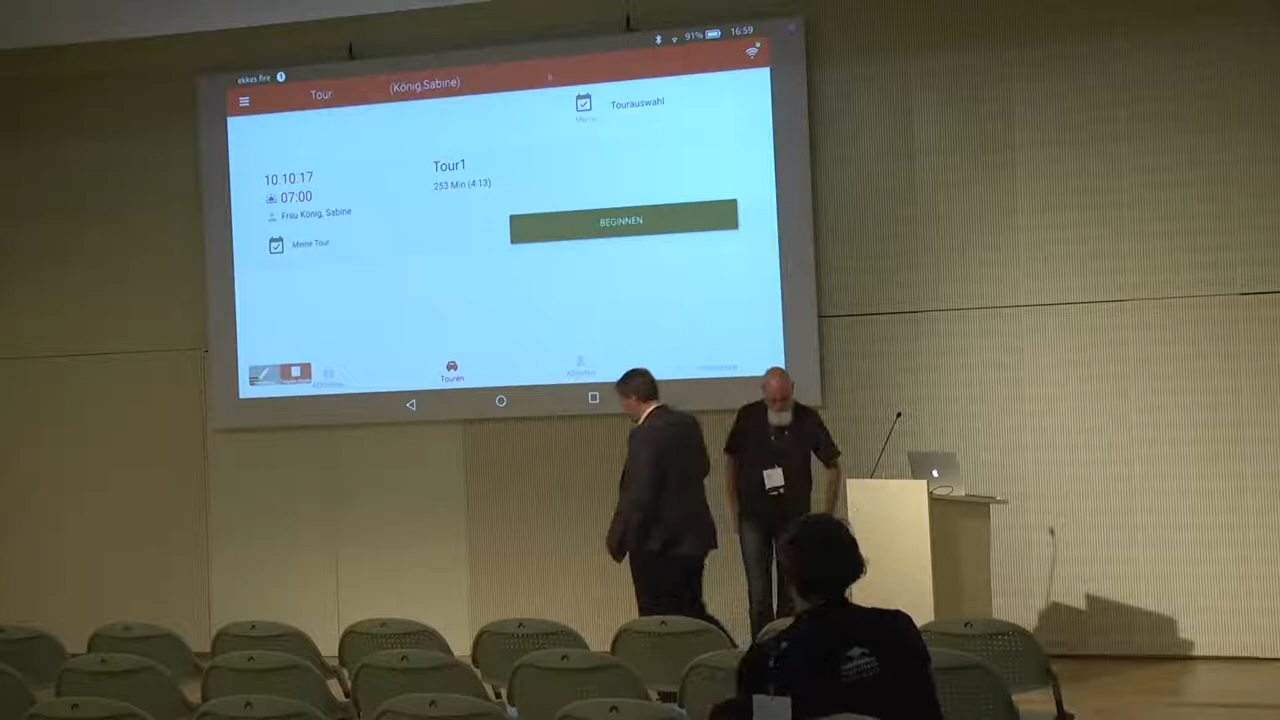 ekkes fire 1
91% 16:59
Tour (König,Sabine)
Tourauswahl
10.10.17
07:00
Frau König, Sabine
Meine Tour
Tour1
253 Min (4:13)
BEGINNEN
Touren